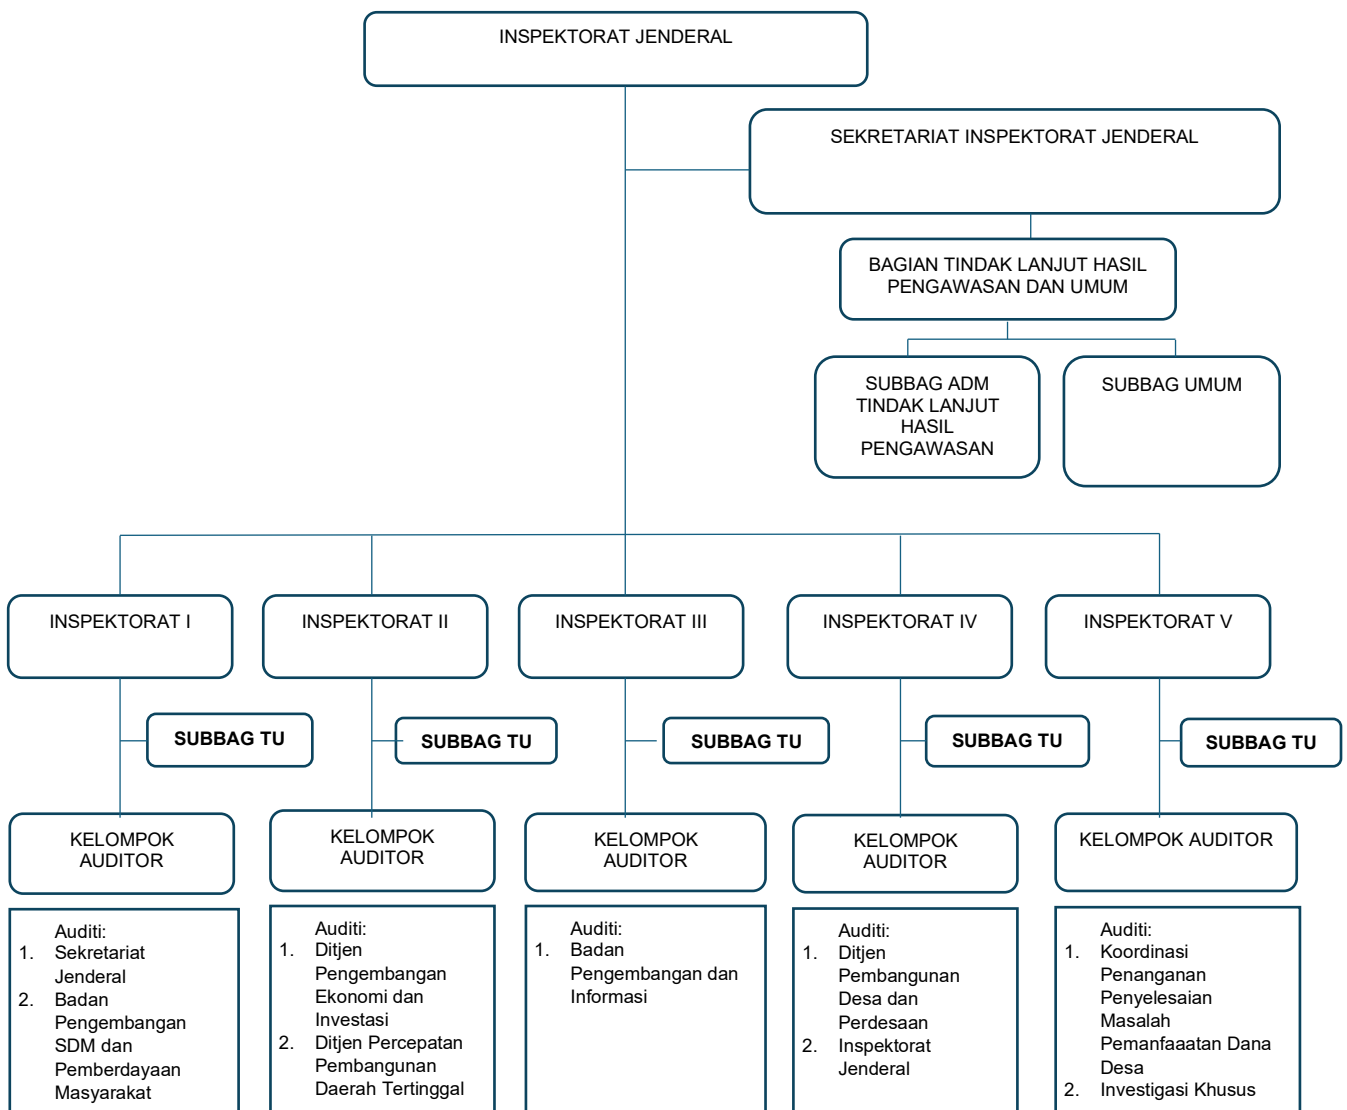 INSPEKTORAT JENDERAL
SEKRETARIAT INSPEKTORAT JENDERAL
BAGIAN TINDAK LANJUT HASIL
PENGAWASAN DAN UMUM
SUBBAG ADM
TINDAK LANJUT
HASIL
PENGAWASAN
SUBBAG UMUM
INSPEKTORAT I
INSPEKTORAT II
INSPEKTORAT III
INSPEKTORAT IV
INSPEKTORAT V
SUBBAG TU
SUBBAG TU
SUBBAG TU
SUBBAG TU
SUBBAG TU
KELOMPOK
AUDITOR
KELOMPOK
AUDITOR
KELOMPOK
AUDITOR
KELOMPOK
AUDITOR
KELOMPOK AUDITOR
Auditi:
1. Sekretariat
Jenderal
2. Badan
Pengembangan
SDM dan
Pemberdayaan
Masyarakat
Auditi:
1. Ditjen
Pengembangan
Ekonomi dan
Investasi
2. Ditjen Percepatan
Pembangunan
Daerah Tertinggal
Auditi:
1. Badan
Pengembangan dan
Informasi
Auditi:
1. Ditjen
Pembangunan
Desa dan
Perdesaan
2. Inspektorat
Jenderal
Auditi:
1. Koordinasi
Penanganan
Penyelesaian
Masalah
Pemanfaaatan Dana
Desa
2. Investigasi Khusus